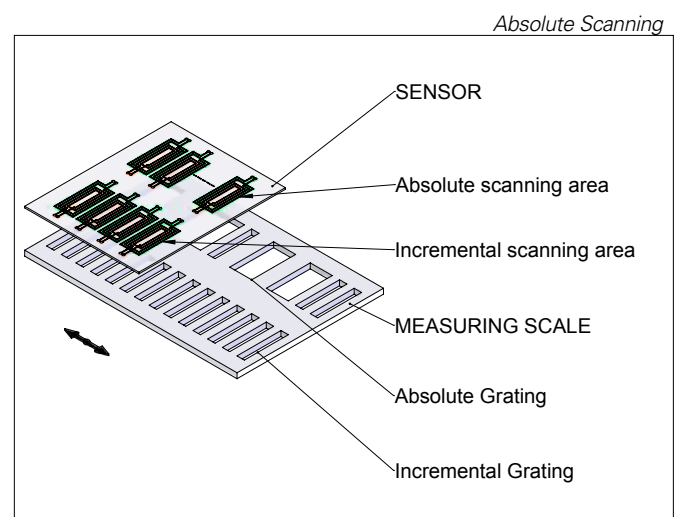 Absolute Scanning
SENSOR
Absolute scanning area
Incremental scanning area
MEASURING SCALE
Absolute Grating
Incremental Grating